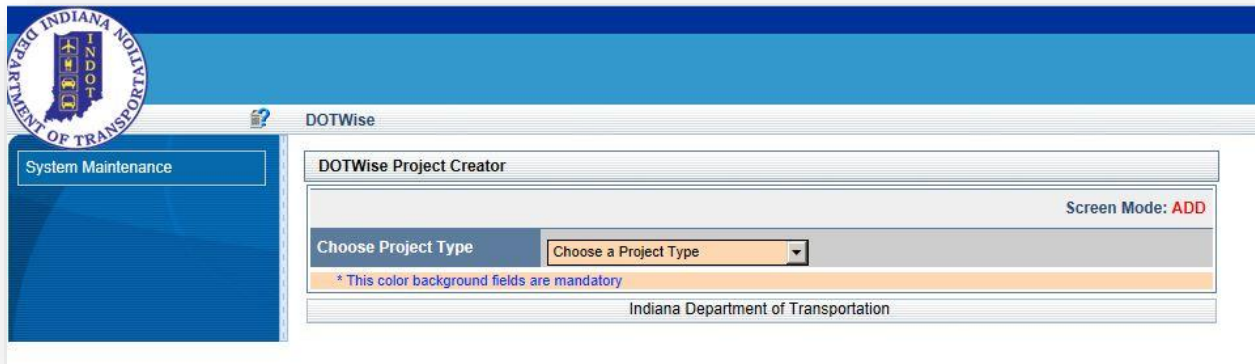 INDIANA DEPARTMENT OF TRANSPORTATION
INDOT
DOTWise
System Maintenance
DOTWise Project Creator
Screen Mode: ADD
Choose Project Type
Choose a Project Type
* This color background fields are mandatory
Indiana Department of Transportation